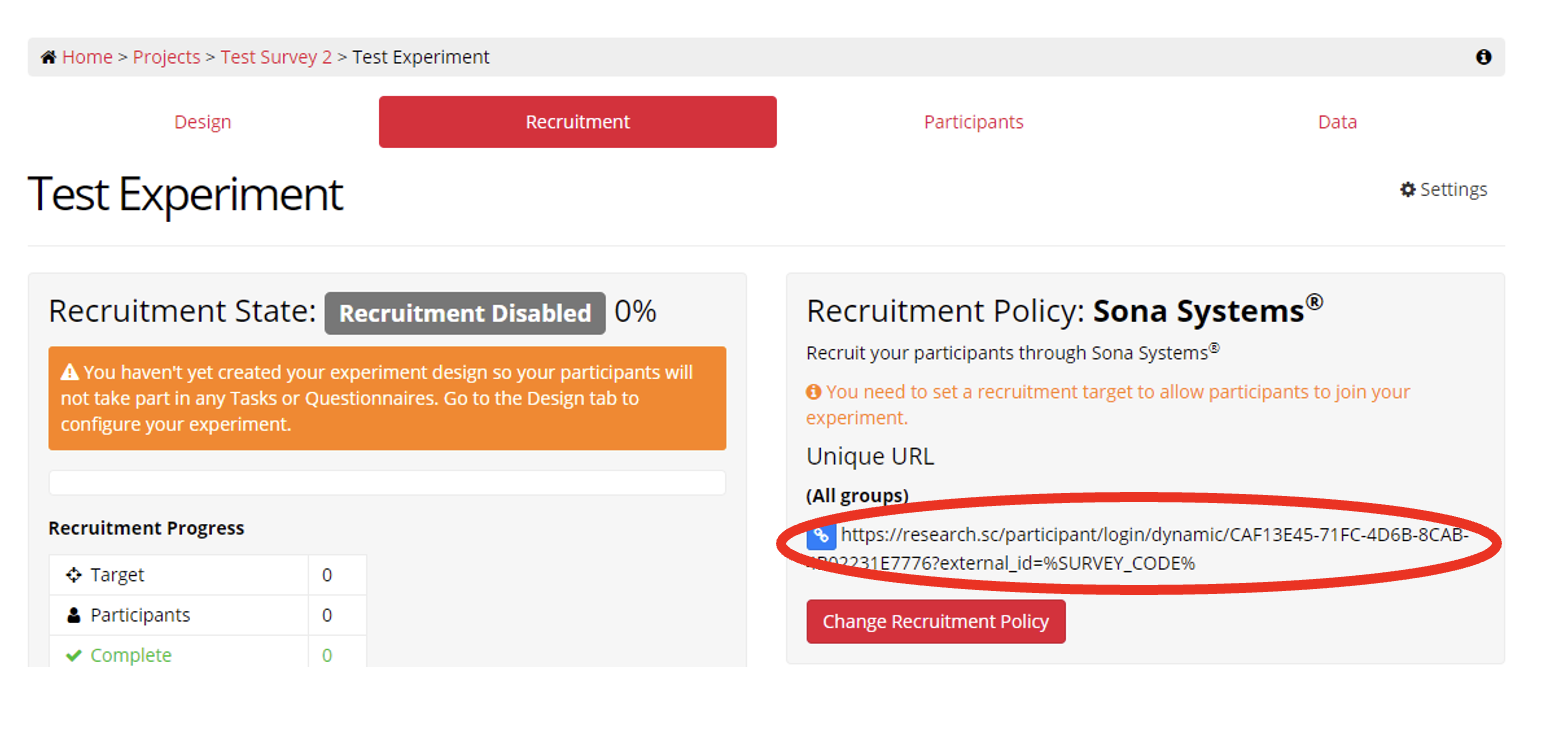 Home > Projects > Test Survey 2 > Test Experiment
Design
Recruitment
Participants
Data
Test Experiment
Settings
Recruitment State: Recruitment Disabled 0%
You haven't yet created your experiment design so your participants will
not take part in any Tasks or Questionnaires. Go to the Design tab to
configure your experiment.
Recruitment Progress
Target 0
Participants 0
Complete 0
Recruitment Policy: Sona Systems®
Recruit your participants through Sona Systems®
You need to set a recruitment target to allow participants to join your
experiment.
Unique URL
(All groups)
https://research.sc/participant/login/dynamic/CAF13E45-71FC-4D6B-8CAB-
4B02231E7776?external_id=%SURVEY_CODE%
Change Recruitment Policy